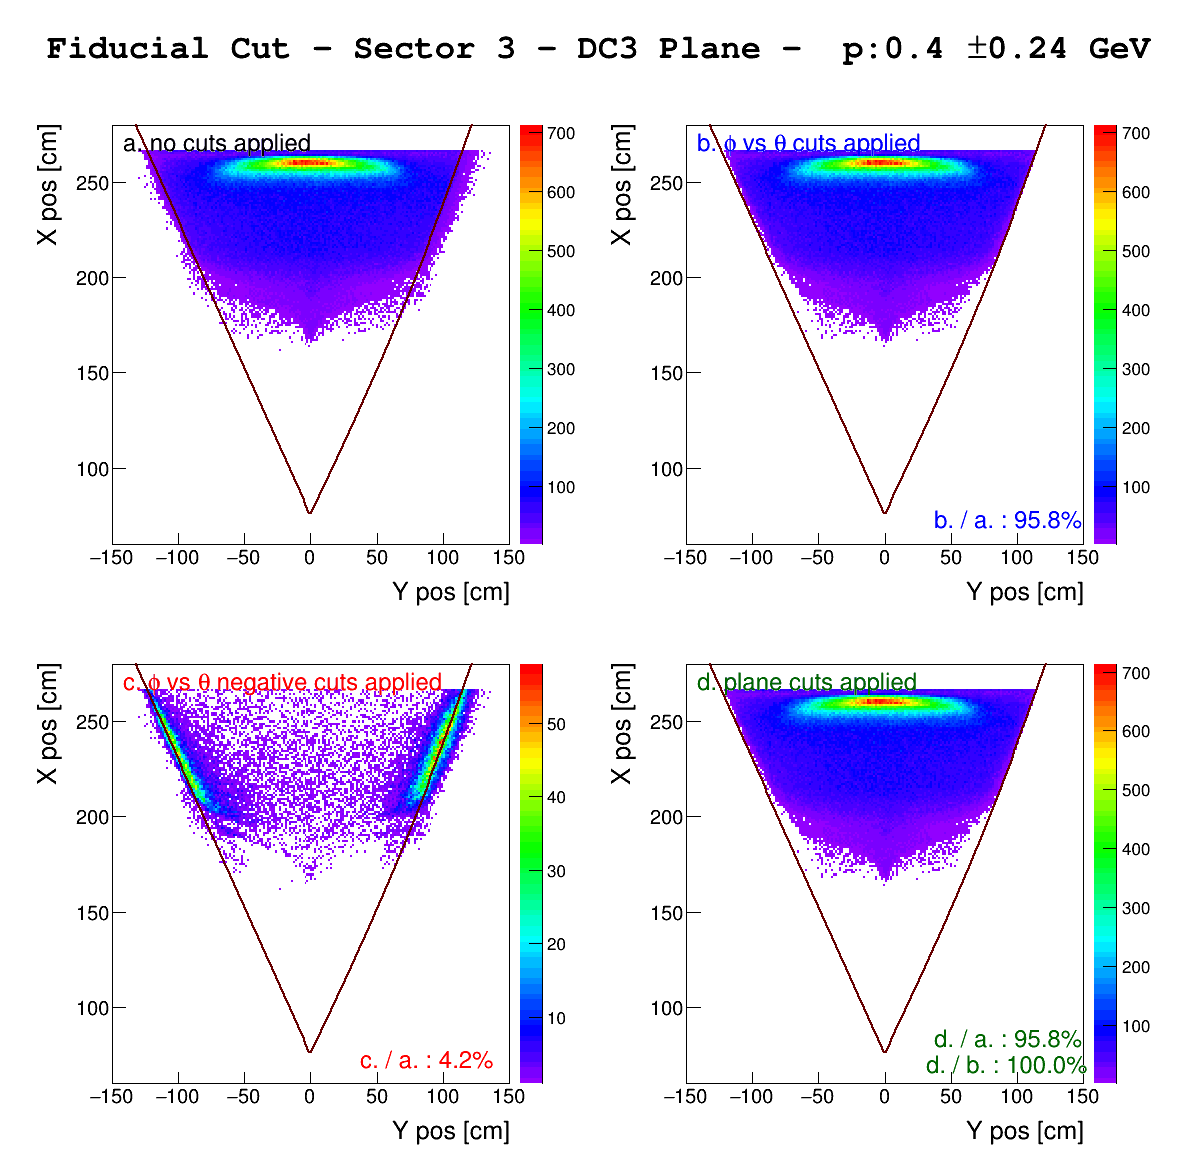 Fiducial Cut – Sector 3 – DC3 Plane – p:0.4 ±0.24 GeV
X pos [cm]
a. no cuts applied
250
200
150
100
−150 −100 −50 0 50 100 150
Y pos [cm]
700
600
500
400
300
200
100
X pos [cm]
b. ϕ vs θ cuts applied
250
200
150
100
b. / a. : 95.8%
−150 −100 −50 0 50 100 150
Y pos [cm]
700
600
500
400
300
200
100
X pos [cm]
c. ϕ vs θ negative cuts applied
250
200
150
100
c. / a. : 4.2%
−150 −100 −50 0 50 100 150
Y pos [cm]
50
40
30
20
10
X pos [cm]
d. plane cuts applied
250
200
150
100
d. / a. : 95.8%
d. / b. : 100.0%
−150 −100 −50 0 50 100 150
Y pos [cm]
700
600
500
400
300
200
100